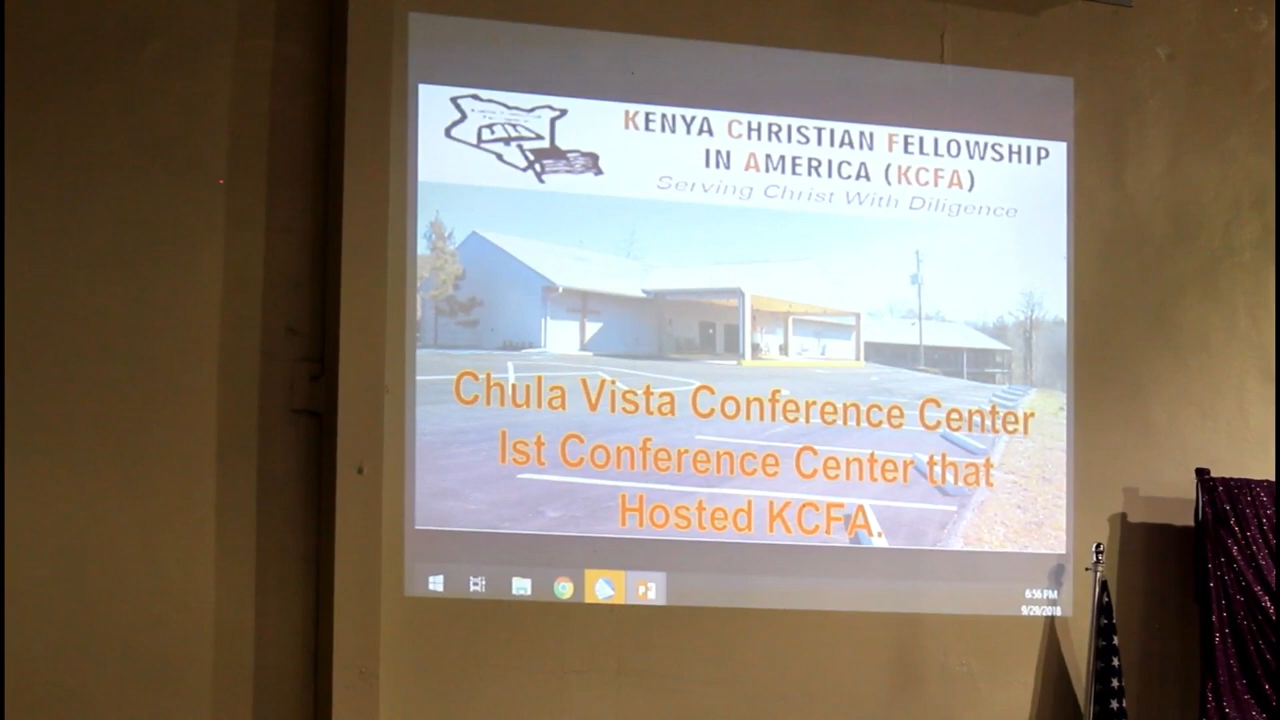 KENYA CHRISTIAN FELLOWSHIP
IN AMERICA (KCFA)
Serving Christ With Diligence
Chula Vista Conference Center
Ist Conference Center that
Hosted KCFA.
6:56 PM
9/29/2018